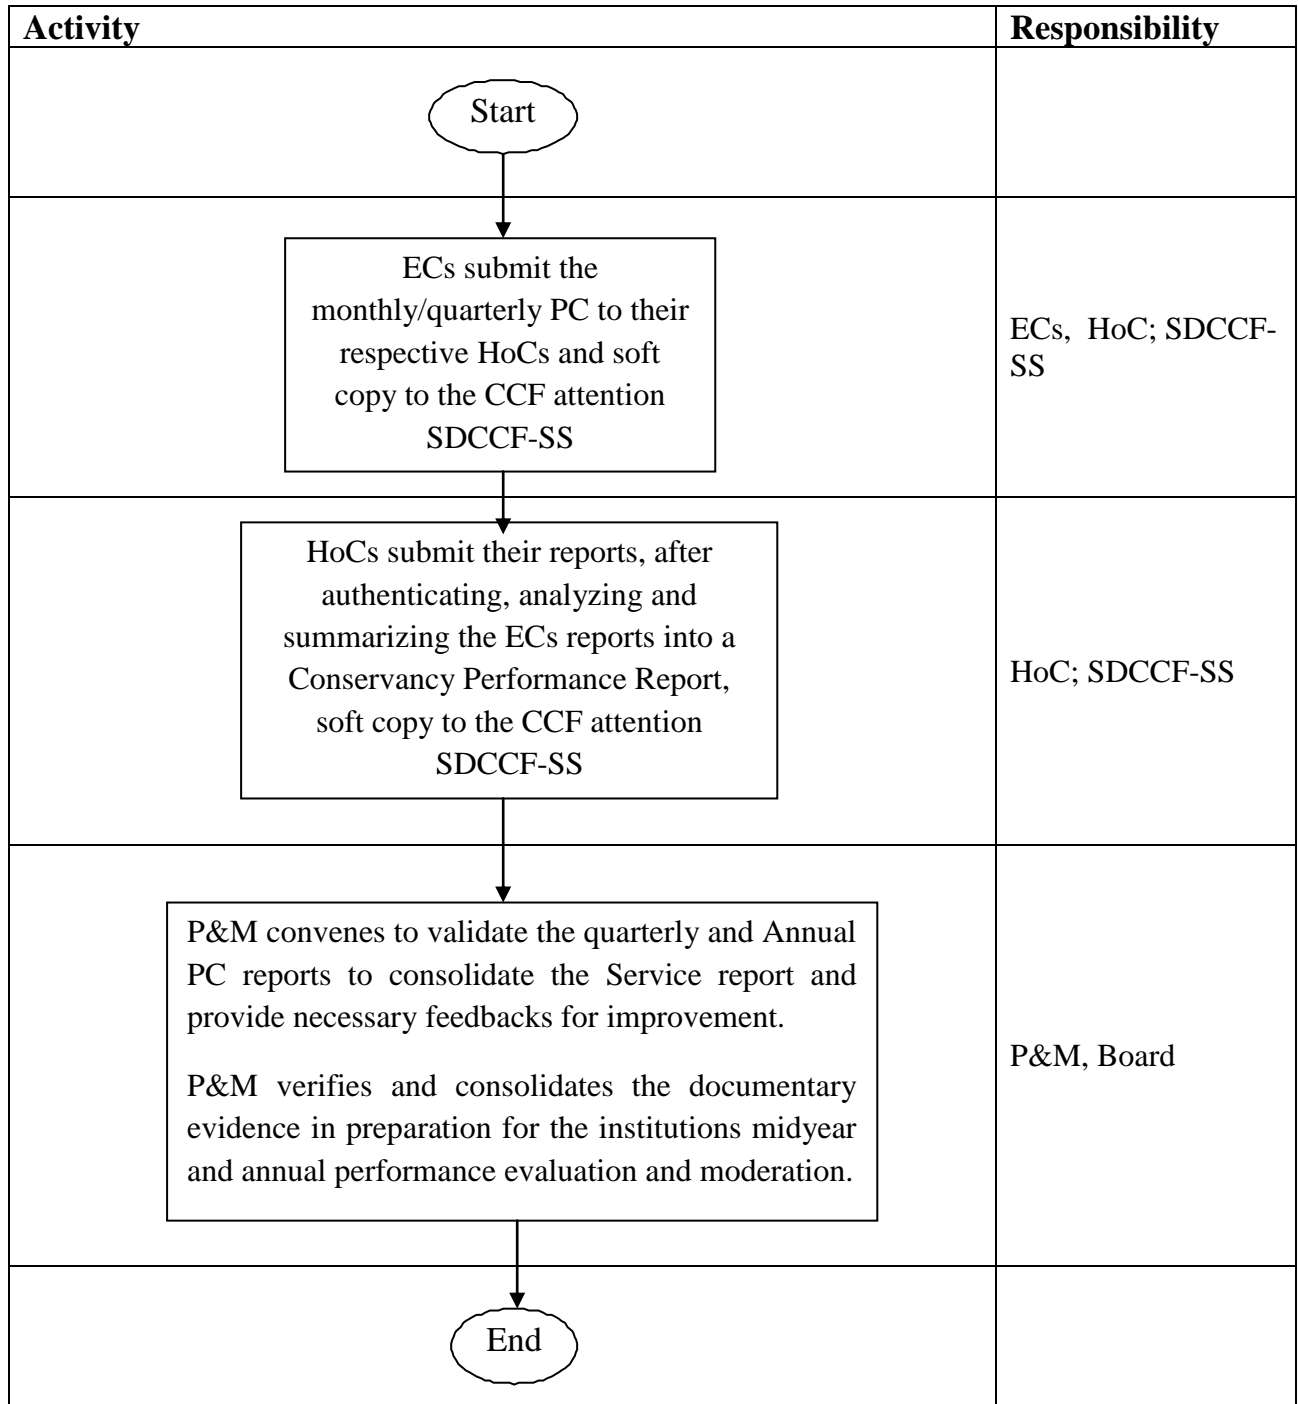 Activity
Responsibility
Start
ECs submit the
monthly/quarterly PC to their
respective HoCs and soft
copy to the CCF attention
SDCCF-SS
ECs, HoC; SDCCF-
SS
HoCs submit their reports, after
authenticating, analyzing and
summarizing the ECs reports into a
Conservancy Performance Report,
soft copy to the CCF attention
SDCCF-SS
HoC; SDCCF-SS
P&M convenes to validate the quarterly and Annual
PC reports to consolidate the Service report and
provide necessary feedbacks for improvement.
P&M verifies and consolidates the documentary
evidence in preparation for the institutions midyear
and annual performance evaluation and moderation.
P&M, Board
End